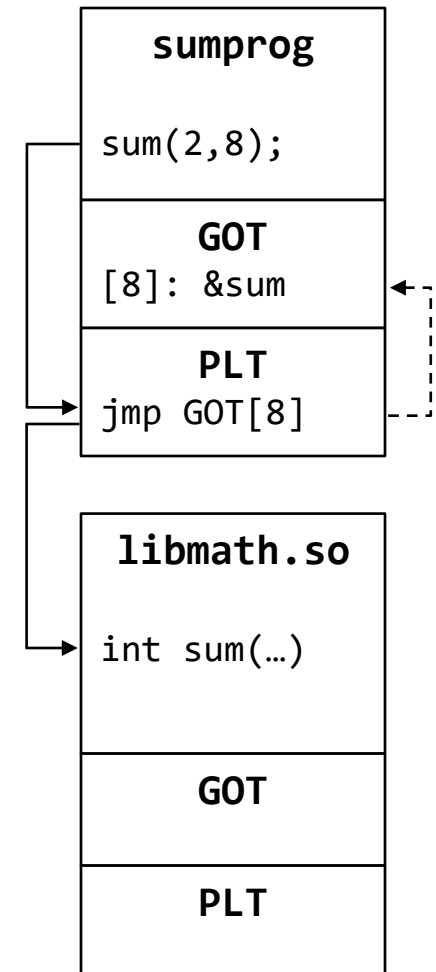 sumprog
sum(2,8);
GOT
[8]: &sum
PLT
jmp GOT[8]
libmath.so
int sum(…)
GOT
PLT